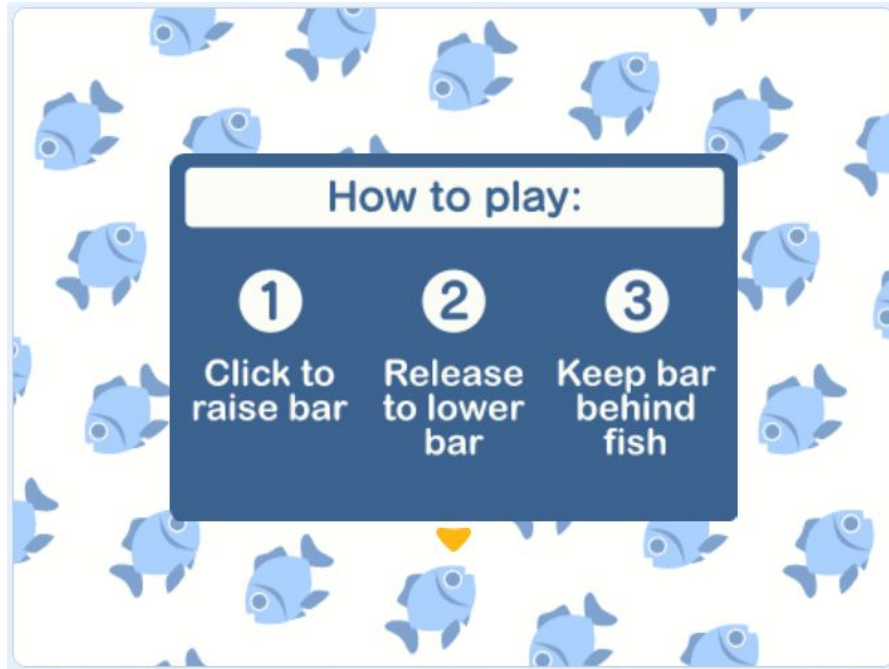 How to play:
1
2
3
Click to
raise bar
Release
to lower
bar
Keep bar
behind
fish